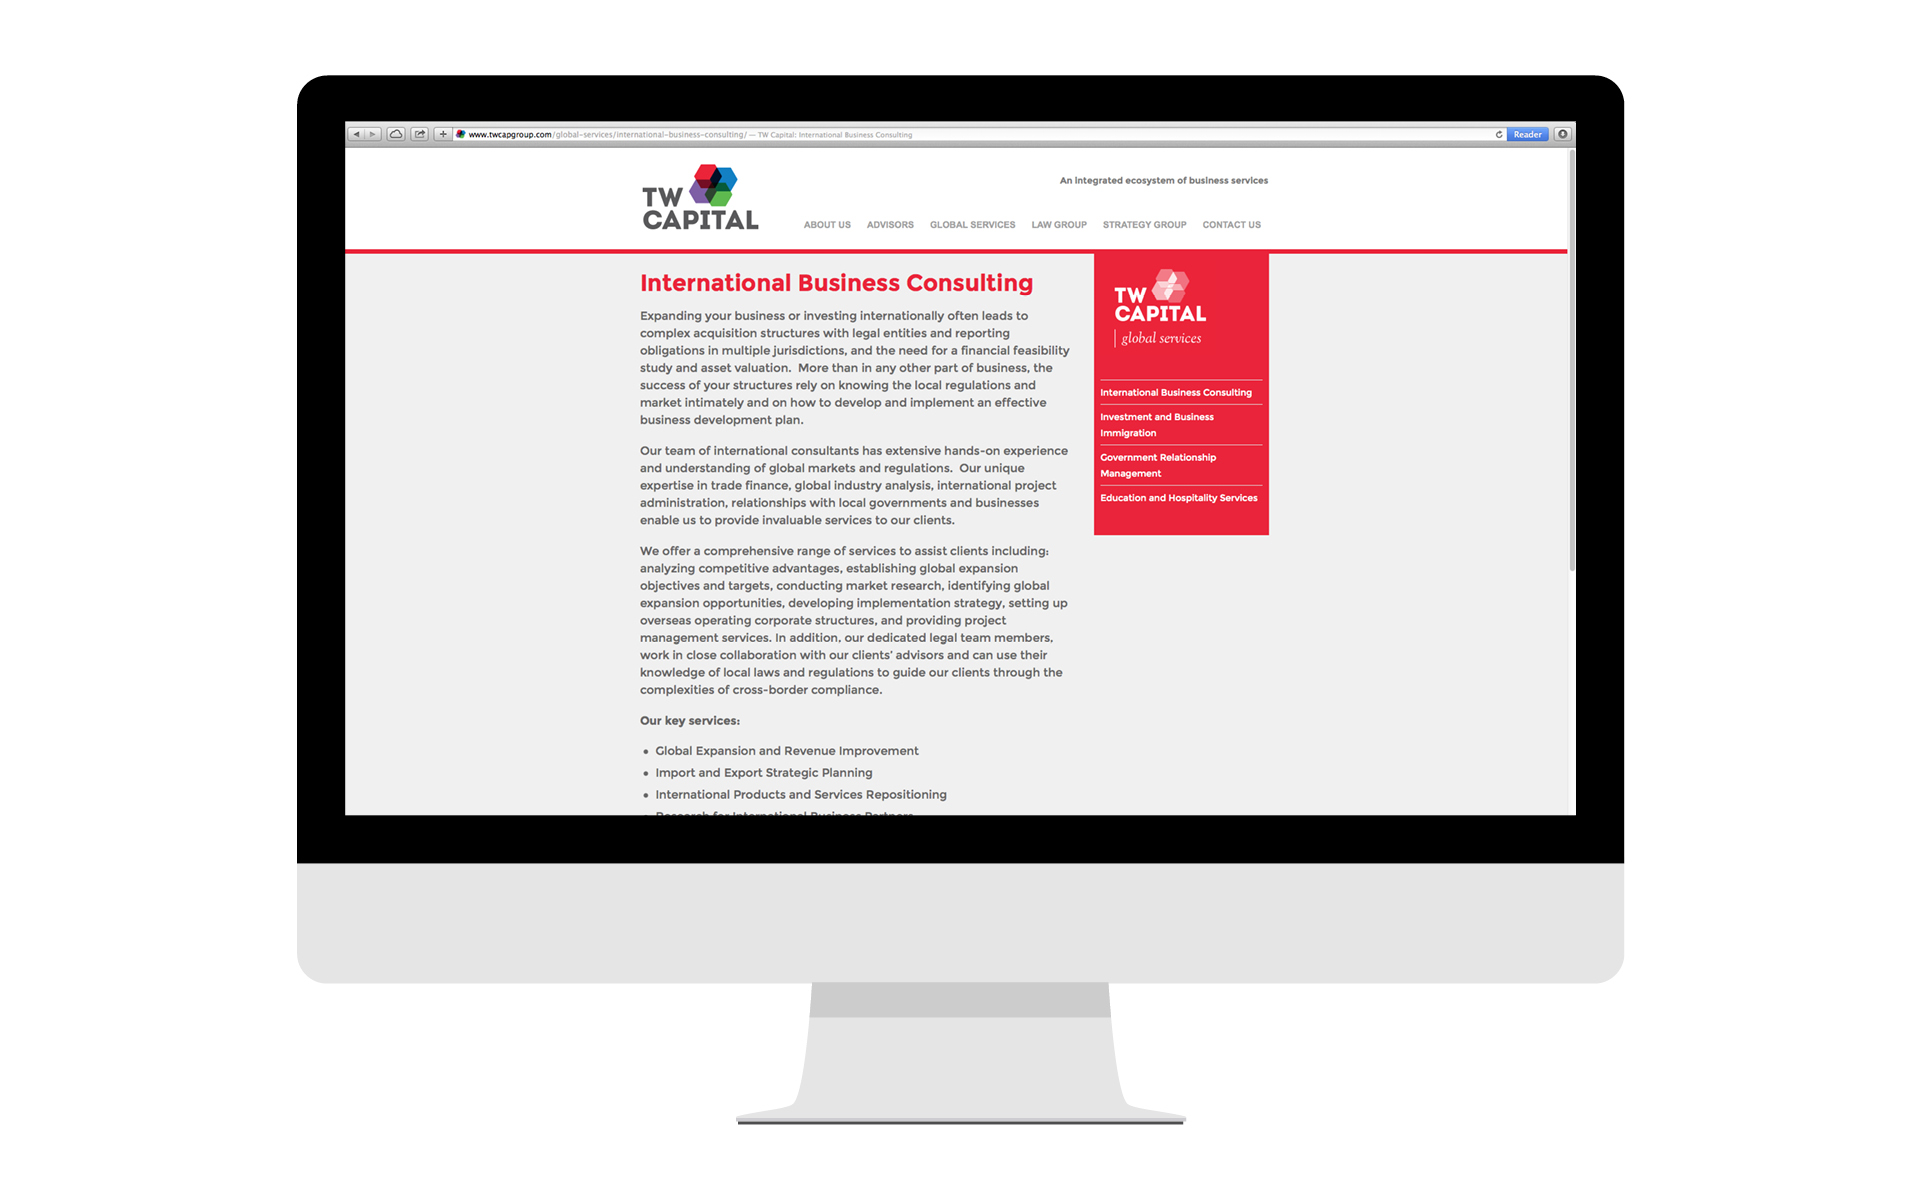 www.twcapgroup.com/global-services/international-business-consulting/ — TW Capital: International Business Consulting
Reader
TW
CAPITAL
An integrated ecosystem of business services
ABOUT US ADVISORS GLOBAL SERVICES LAW GROUP STRATEGY GROUP CONTACT US
International Business Consulting
Expanding your business or investing internationally often leads to
complex acquisition structures with legal entities and reporting
obligations in multiple jurisdictions, and the need for a financial feasibility
study and asset valuation.  More than in any other part of business, the
success of your structures rely on knowing the local regulations and
market intimately and on how to develop and implement an effective
business development plan.
Our team of international consultants has extensive hands-on experience
and understanding of global markets and regulations.  Our unique
expertise in trade finance, global industry analysis, international project
administration, relationships with local governments and businesses
enable us to provide invaluable services to our clients.
We offer a comprehensive range of services to assist clients including:
analyzing competitive advantages, establishing global expansion
objectives and targets, conducting market research, identifying global
expansion opportunities, developing implementation strategy, setting up
overseas operating corporate structures, and providing project
management services. In addition, our dedicated legal team members,
work in close collaboration with our clients’ advisors and can use their
knowledge of local laws and regulations to guide our clients through the
complexities of cross-border compliance.
Our key services:
• Global Expansion and Revenue Improvement
• Import and Export Strategic Planning
• International Products and Services Repositioning
• Research for International Business Partners
TW
CAPITAL
global services
International Business Consulting
Investment and Business
Immigration
Government Relationship
Management
Education and Hospitality Services